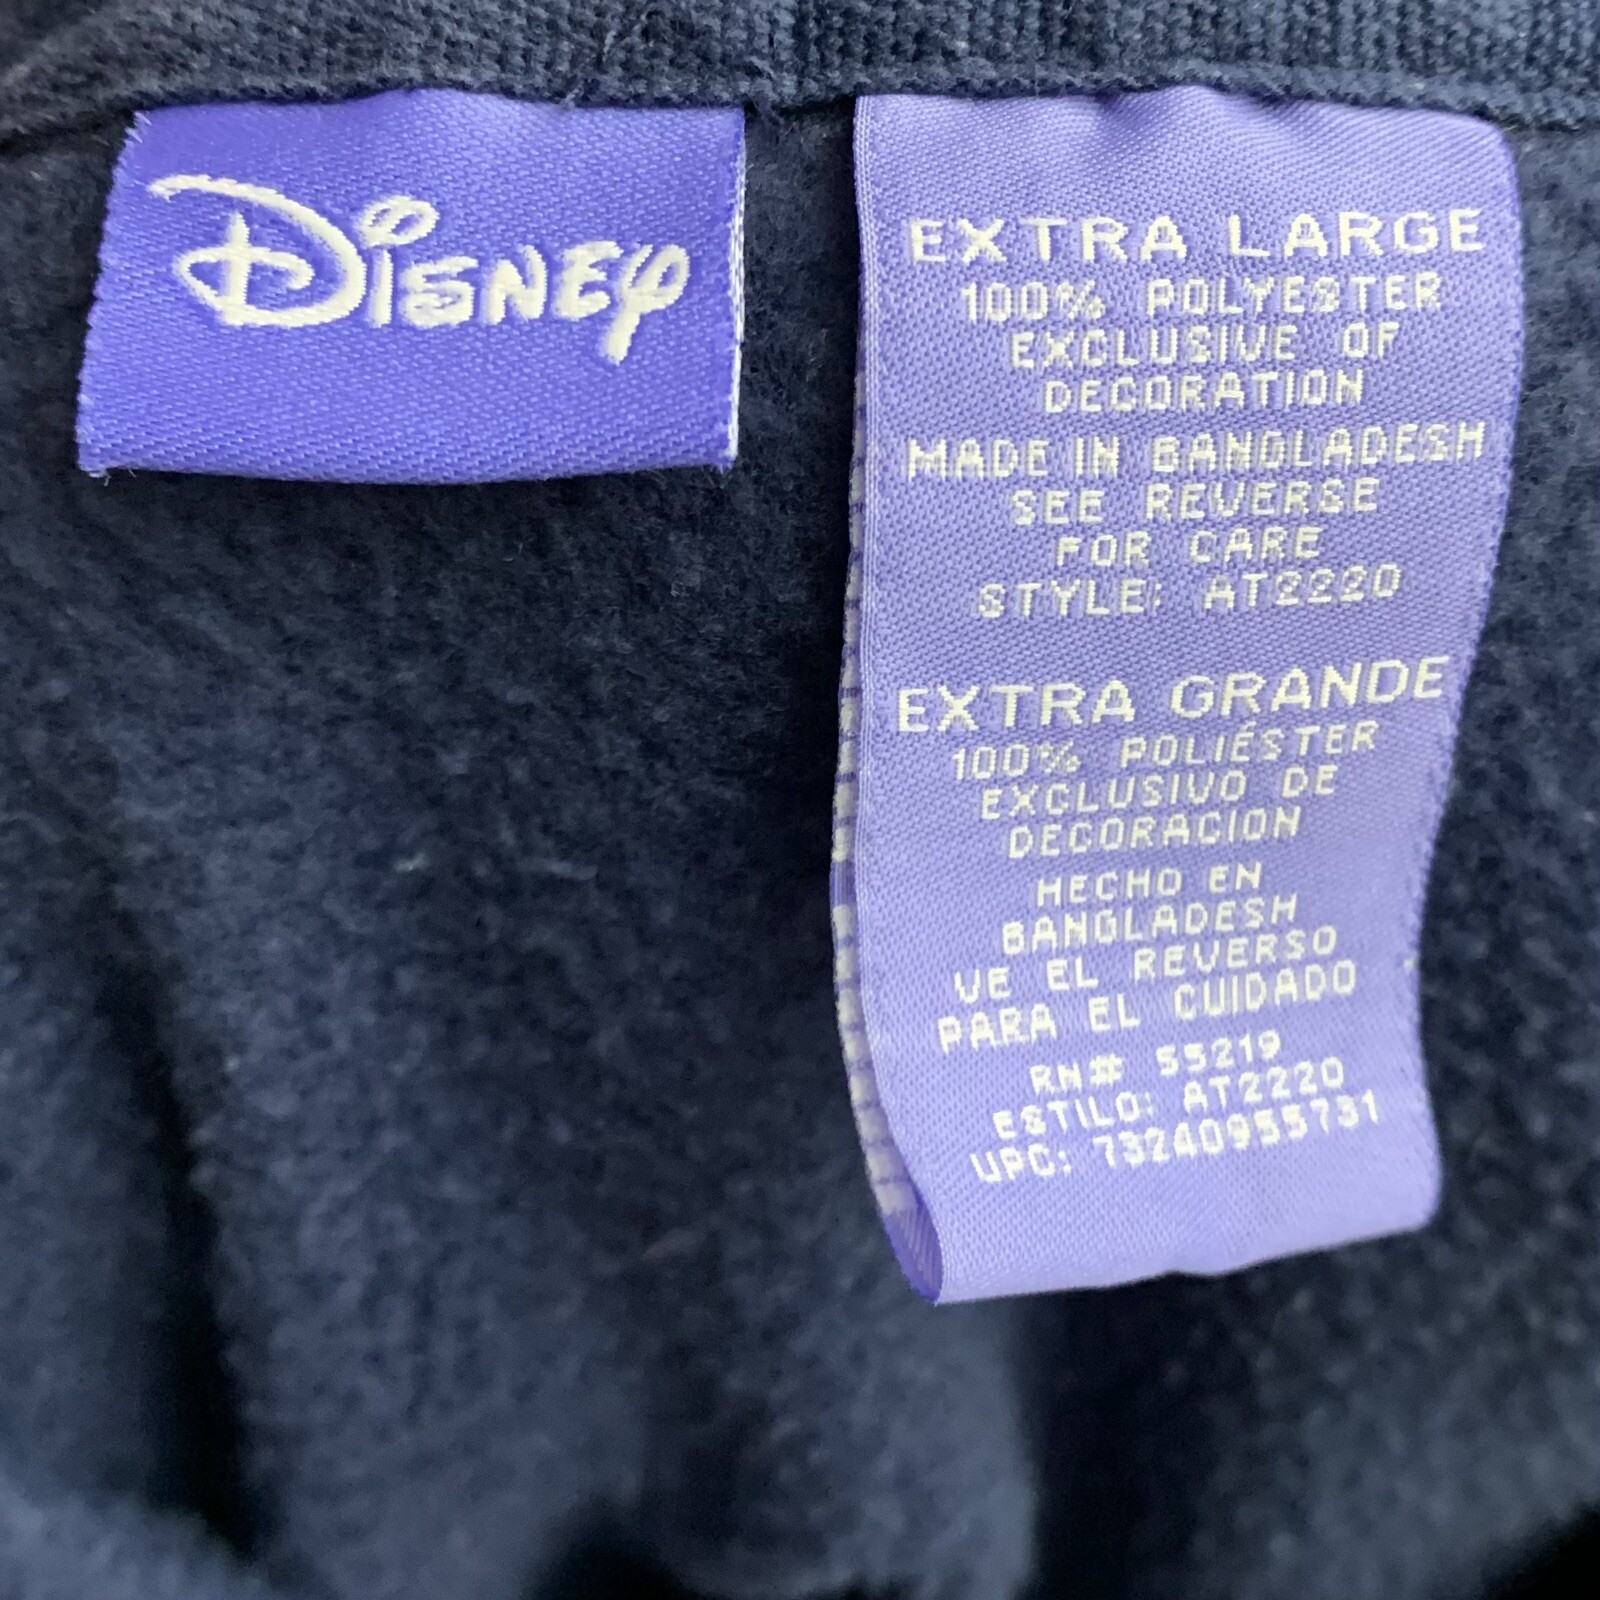 Disney
EXTRA LARGE
100% POLYESTER
EXCLUSIVE OF
DECORATION
MADE IN BANGLADESH
SEE REVERSE
FOR CARE
STYLE: AT2220
EXTRA GRANDE
100% POLIÉSTER
EXCLUSIVO DE
DECORACION
HECHO EN
BANGLADESH
VE EL REVERSO
PARA EL CUIDADO
RN# 55219
ESTILO: AT2220
UPC: 73240955731